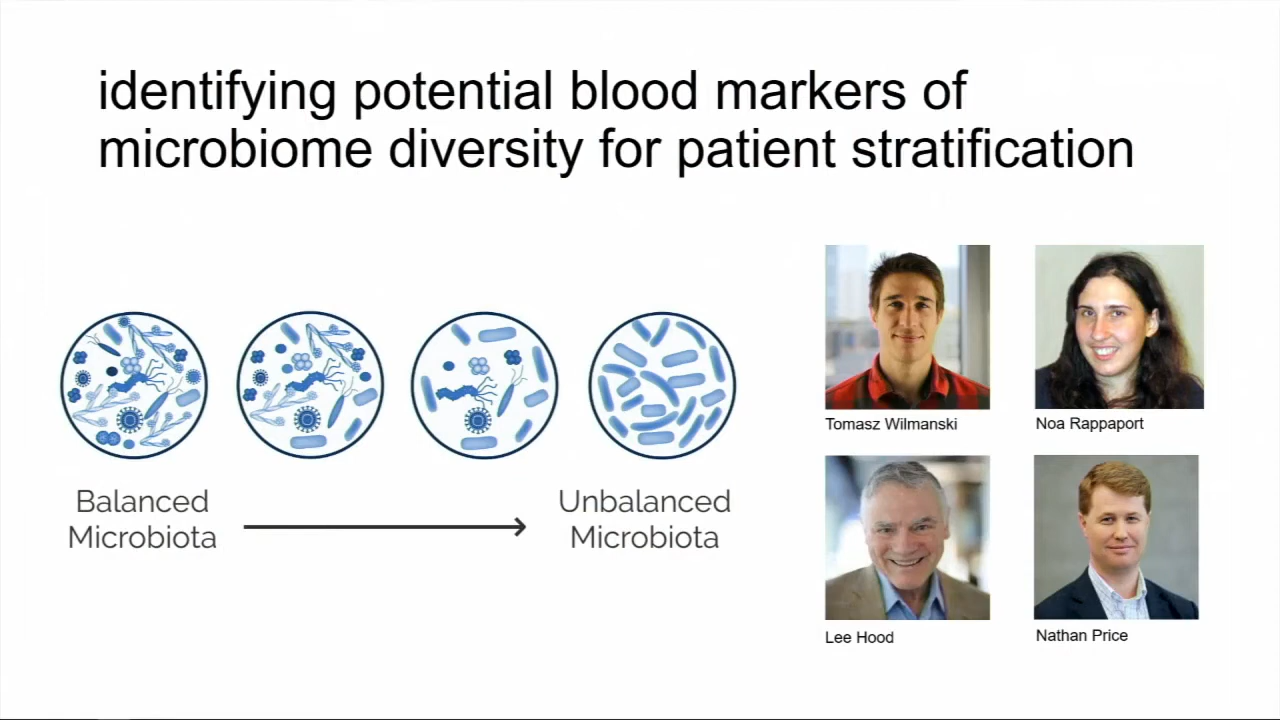 identifying potential blood markers of
microbiome diversity for patient stratification
Balanced
Microbiota
Unbalanced
Microbiota
Tomasz Wilmanski
Noa Rappaport
Lee Hood
Nathan Price